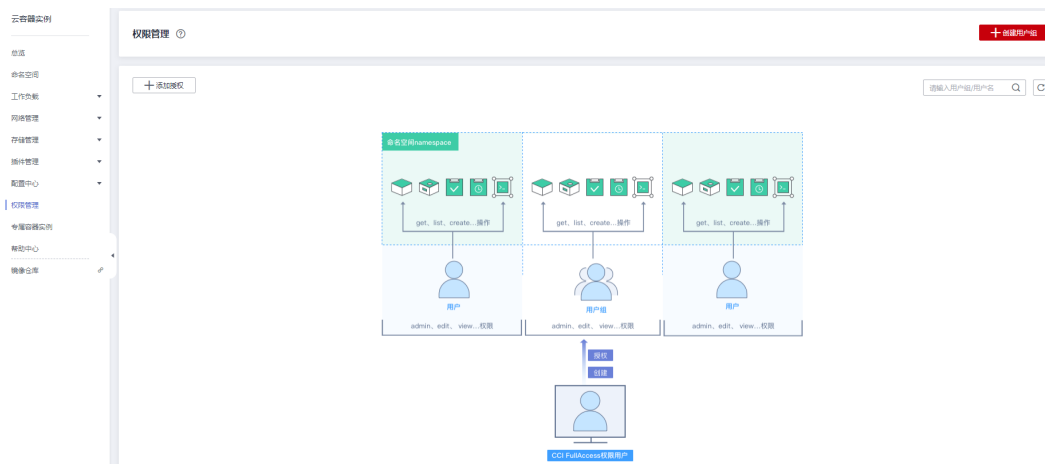 云容器实例
总览
命名空间
工作负载
网络管理
存储管理
插件管理
配置中心
权限管理
专属容器实例
帮助中心
镜像仓库
权限管理
创建用户组
添加授权
请输入用户组/用户名
命名空间namespace
get、list、create...操作
get、list、create...操作
get、list、create...操作
用户
用户组
用户
admin、edit、 view...权限
admin、edit、 view...权限
admin、edit、 view...权限
授权
创建
CCI FullAccess权限用户